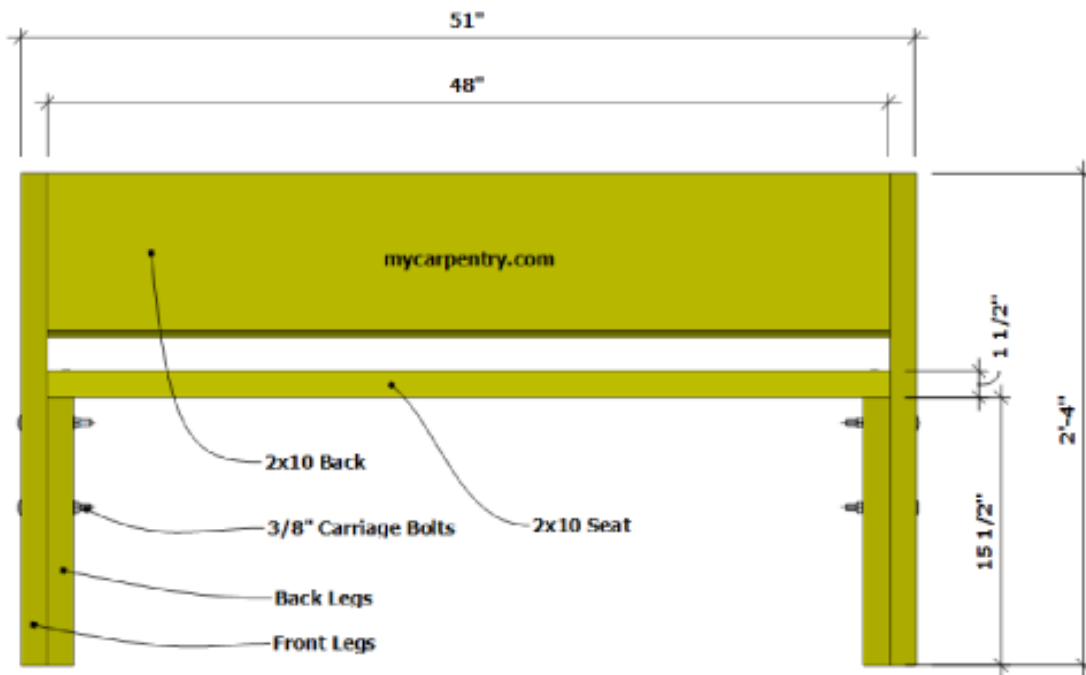 51"
48"
mycarpentry.com
1 1/2"
2'-4"
2x10 Back
15 1/2"
3/8" Carriage Bolts
2x10 Seat
Back Legs
Front Legs